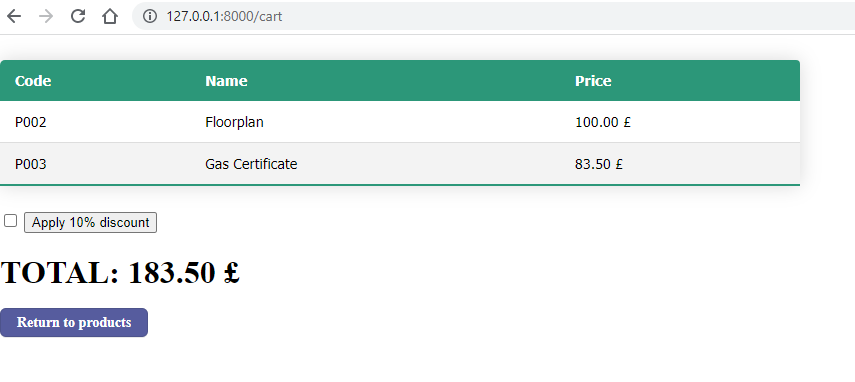 127.0.0.1:8000/cart
Code Name Price
P002 Floorplan 100.00 £
P003 Gas Certificate 83.50 £
Apply 10% discount
TOTAL: 183.50 £
Return to products